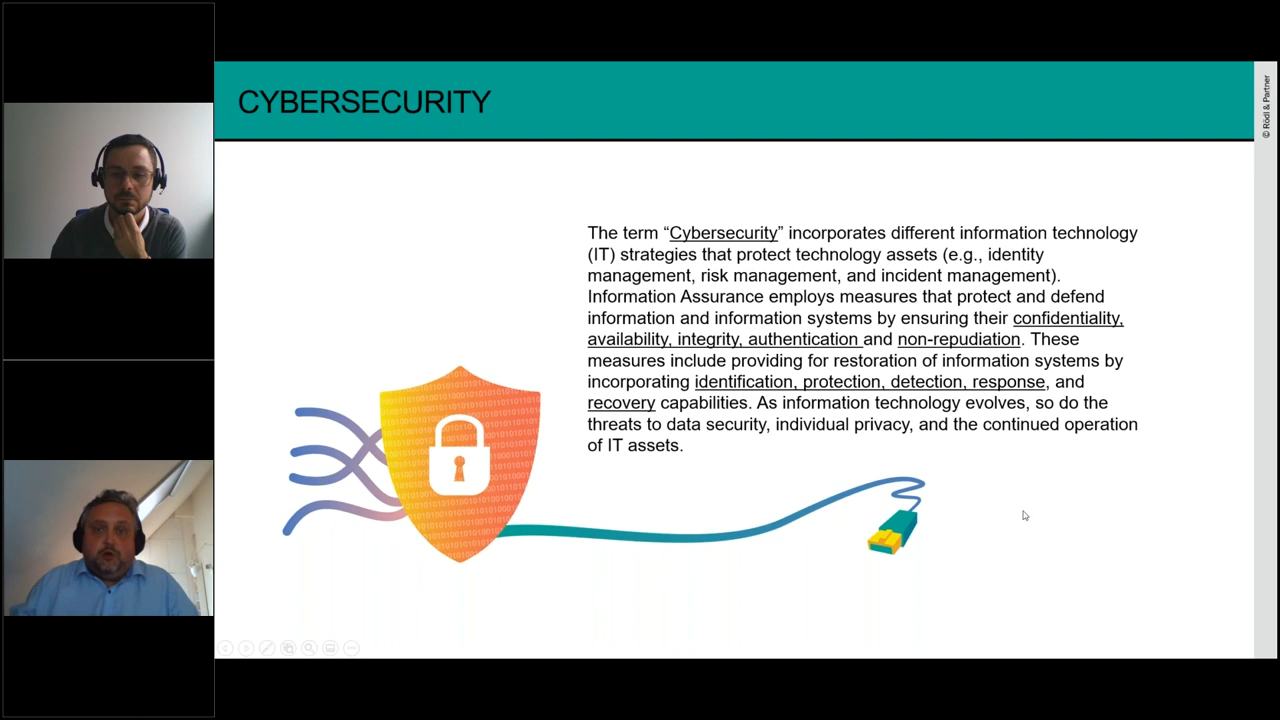 CYBERSECURITY
© Rödl & Partner
The term “Cybersecurity” incorporates different information technology
(IT) strategies that protect technology assets (e.g., identity
management, risk management, and incident management).
Information Assurance employs measures that protect and defend
information and information systems by ensuring their confidentiality,
availability, integrity, authentication and non-repudiation. These
measures include providing for restoration of information systems by
incorporating identification, protection, detection, response, and
recovery capabilities. As information technology evolves, so do the
threats to data security, individual privacy, and the continued operation
of IT assets.